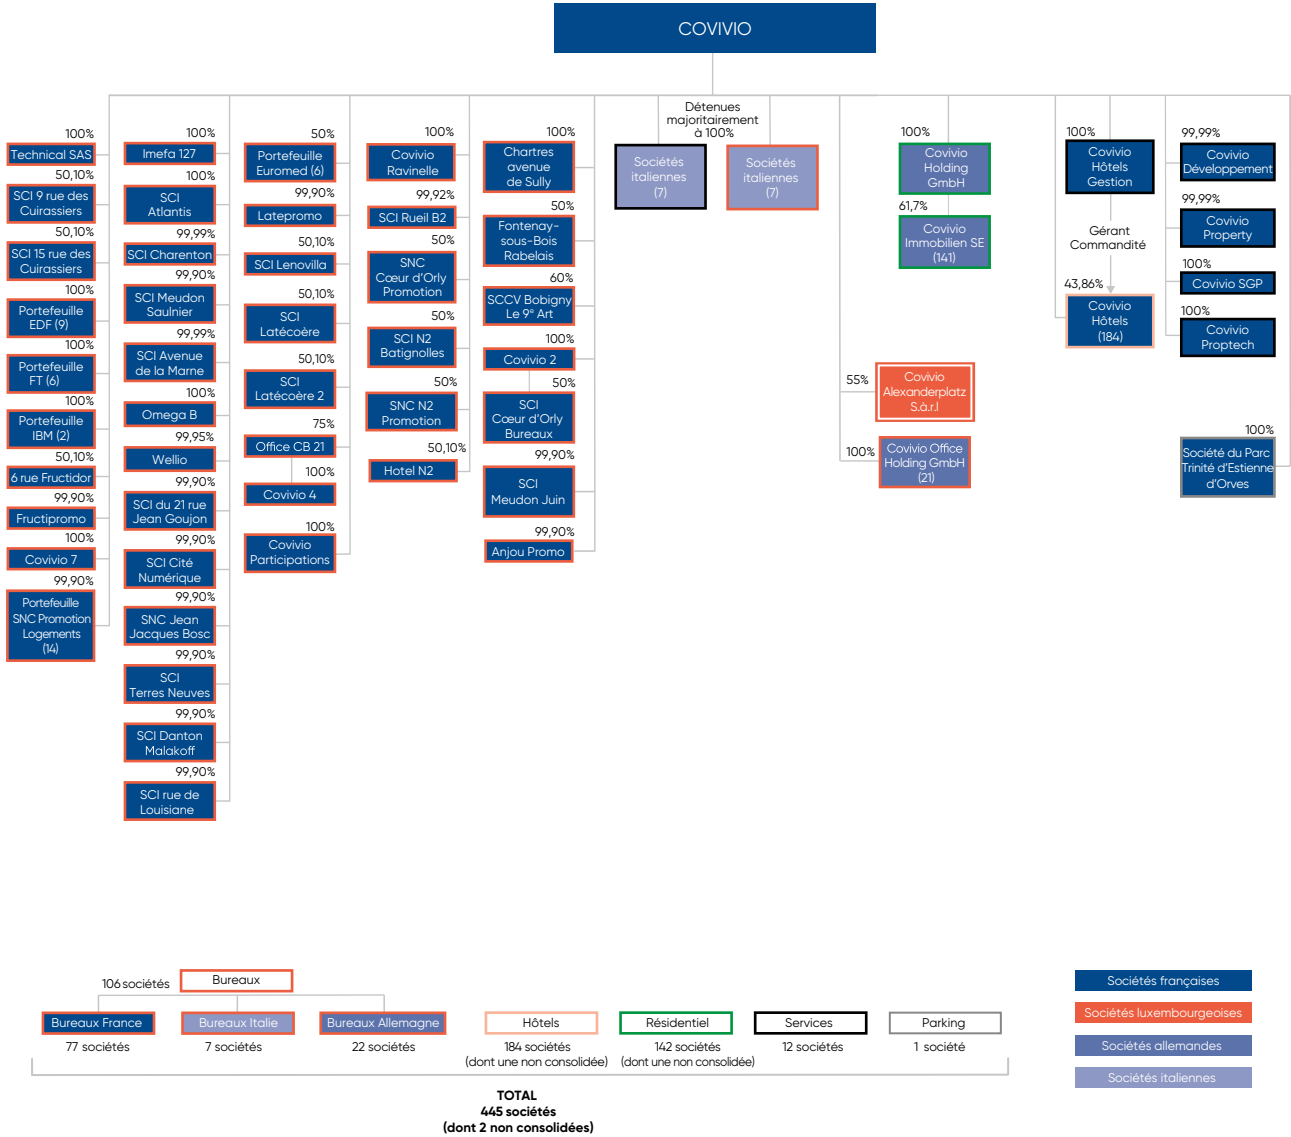 COVIVIO
100%
Technical SAS
50,10%
SCI 9 rue des
Cuirassiers
50,10%
SCI 15 rue des
Cuirassiers
100%
Portefeuille
EDF (9)
100%
Portefeuille
FT (6)
100%
Portefeuille
IBM (2)
50,10%
6 rue Fructidor
99,90%
Fructipromo
100%
Covivio 7
99,90%
Portefeuille
SNC Promotion
Logements
(14)
100%
Imefa 127
100%
SCI
Atlantis
99,99%
SCI Charenton
99,90%
SCI Meudon
Saulnier
99,99%
SCI Avenue
de la Marne
100%
Omega B
99,95%
Wellio
99,90%
SCI du 21 rue
Jean Goujon
99,90%
SCI Cité
Numérique
99,90%
SNC Jean
Jacques Bosc
99,90%
SCI
Terres Neuves
99,90%
SCI Danton
Malakoff
99,90%
SCI rue de
Louisiane
50%
Portefeuille
Euromed (6)
99,90%
Latepromo
50,10%
SCI Lenovilla
50,10%
SCI
Latécoère
50,10%
SCI
Latécoère 2
75%
Office CB 21
100%
Covivio 4
100%
Covivio
Participations
100%
Covivio
Ravinelle
99,92%
SCI Rueil B2
50%
SNC
Cœur d'Orly
Promotion
50%
SCI N2
Batignolles
50%
SNC N2
Promotion
50,10%
Hotel N2
100%
Chartres
avenue
de Sully
50%
Fontenay-
sous-Bois
Rabelais
60%
SCCV Bobigny
Le 9e Art
100%
Covivio 2
50%
SCI
Cœur d'Orly
Bureaux
99,90%
SCI
Meudon Juin
99,90%
Anjou Promo
Détenues
majoritairement
à 100%
Sociétés
italiennes
(7)
Sociétés
italiennes
(7)
55%
Covivio
Alexanderplatz
S.à.r.l
100%
Covivio Office
Holding GmbH
(21)
100%
Covivio
Holding
GmbH
61,7%
Covivio
Immobilien SE
(141)
100%
Covivio
Hôtels
Gestion
Gérant
Commandité
43,86%
Covivio
Hôtels
(184)
99,99%
Covivio
Développement
99,99%
Covivio
Property
100%
Covivio SGP
100%
Covivio
Proptech
100%
Société du Parc
Trinité d'Estienne
d'Orves
106 sociétés
Bureaux
Bureaux France
77 sociétés
Bureaux Italie
7 sociétés
Bureaux Allemagne
22 sociétés
Hôtels
184 sociétés
(dont une non consolidée)
Résidentiel
142 sociétés
(dont une non consolidée)
Services
12 sociétés
Parking
1 société
TOTAL
445 sociétés
(dont 2 non consolidées)
Sociétés françaises
Sociétés luxembourgeoises
Sociétés allemandes
Sociétés italiennes